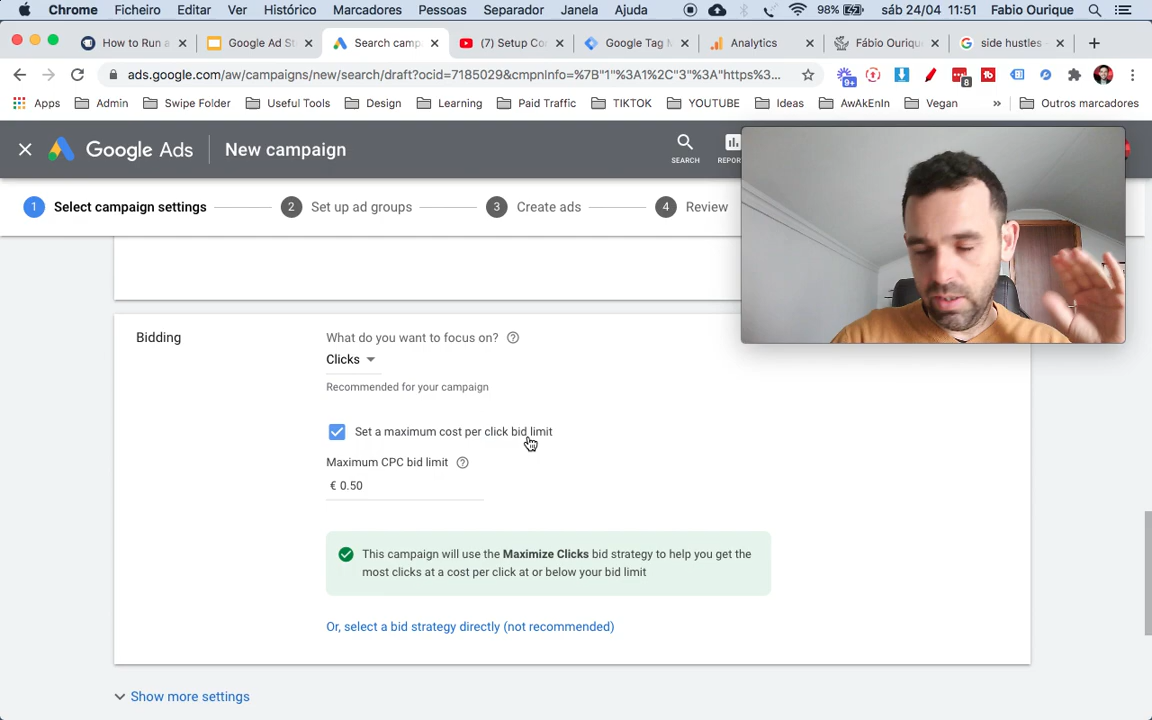 Chrome Ficheiro Editar Ver Histórico Marcadores Pessoas Separador Janela Ajuda 98% sáb 24/04 11:51 Fabio Ourique
How to Run a Google Ad St Search camp (7) Setup Co Google Tag M Analytics Fábio Ouriqu side hustles
ads.google.com/aw/campaigns/new/search/draft?ocid=7185029&cmpnInfo=%7B"1"%3A1%2C"3"%3A"https%3... 9+ 8
Apps Admin Swipe Folder Useful Tools Design Learning Paid Traffic TIKTOK YOUTUBE Ideas AwAkEnIn Vegan » Outros marcadores
Google Ads New campaign
SEARCH REPOR
1 Select campaign settings 2 Set up ad groups 3 Create ads 4 Review
Bidding
What do you want to focus on?
Clicks
Recommended for your campaign
Set a maximum cost per click bid limit
Maximum CPC bid limit
€ 0.50
This campaign will use the Maximize Clicks bid strategy to help you get the
most clicks at a cost per click at or below your bid limit
Or, select a bid strategy directly (not recommended)
Show more settings